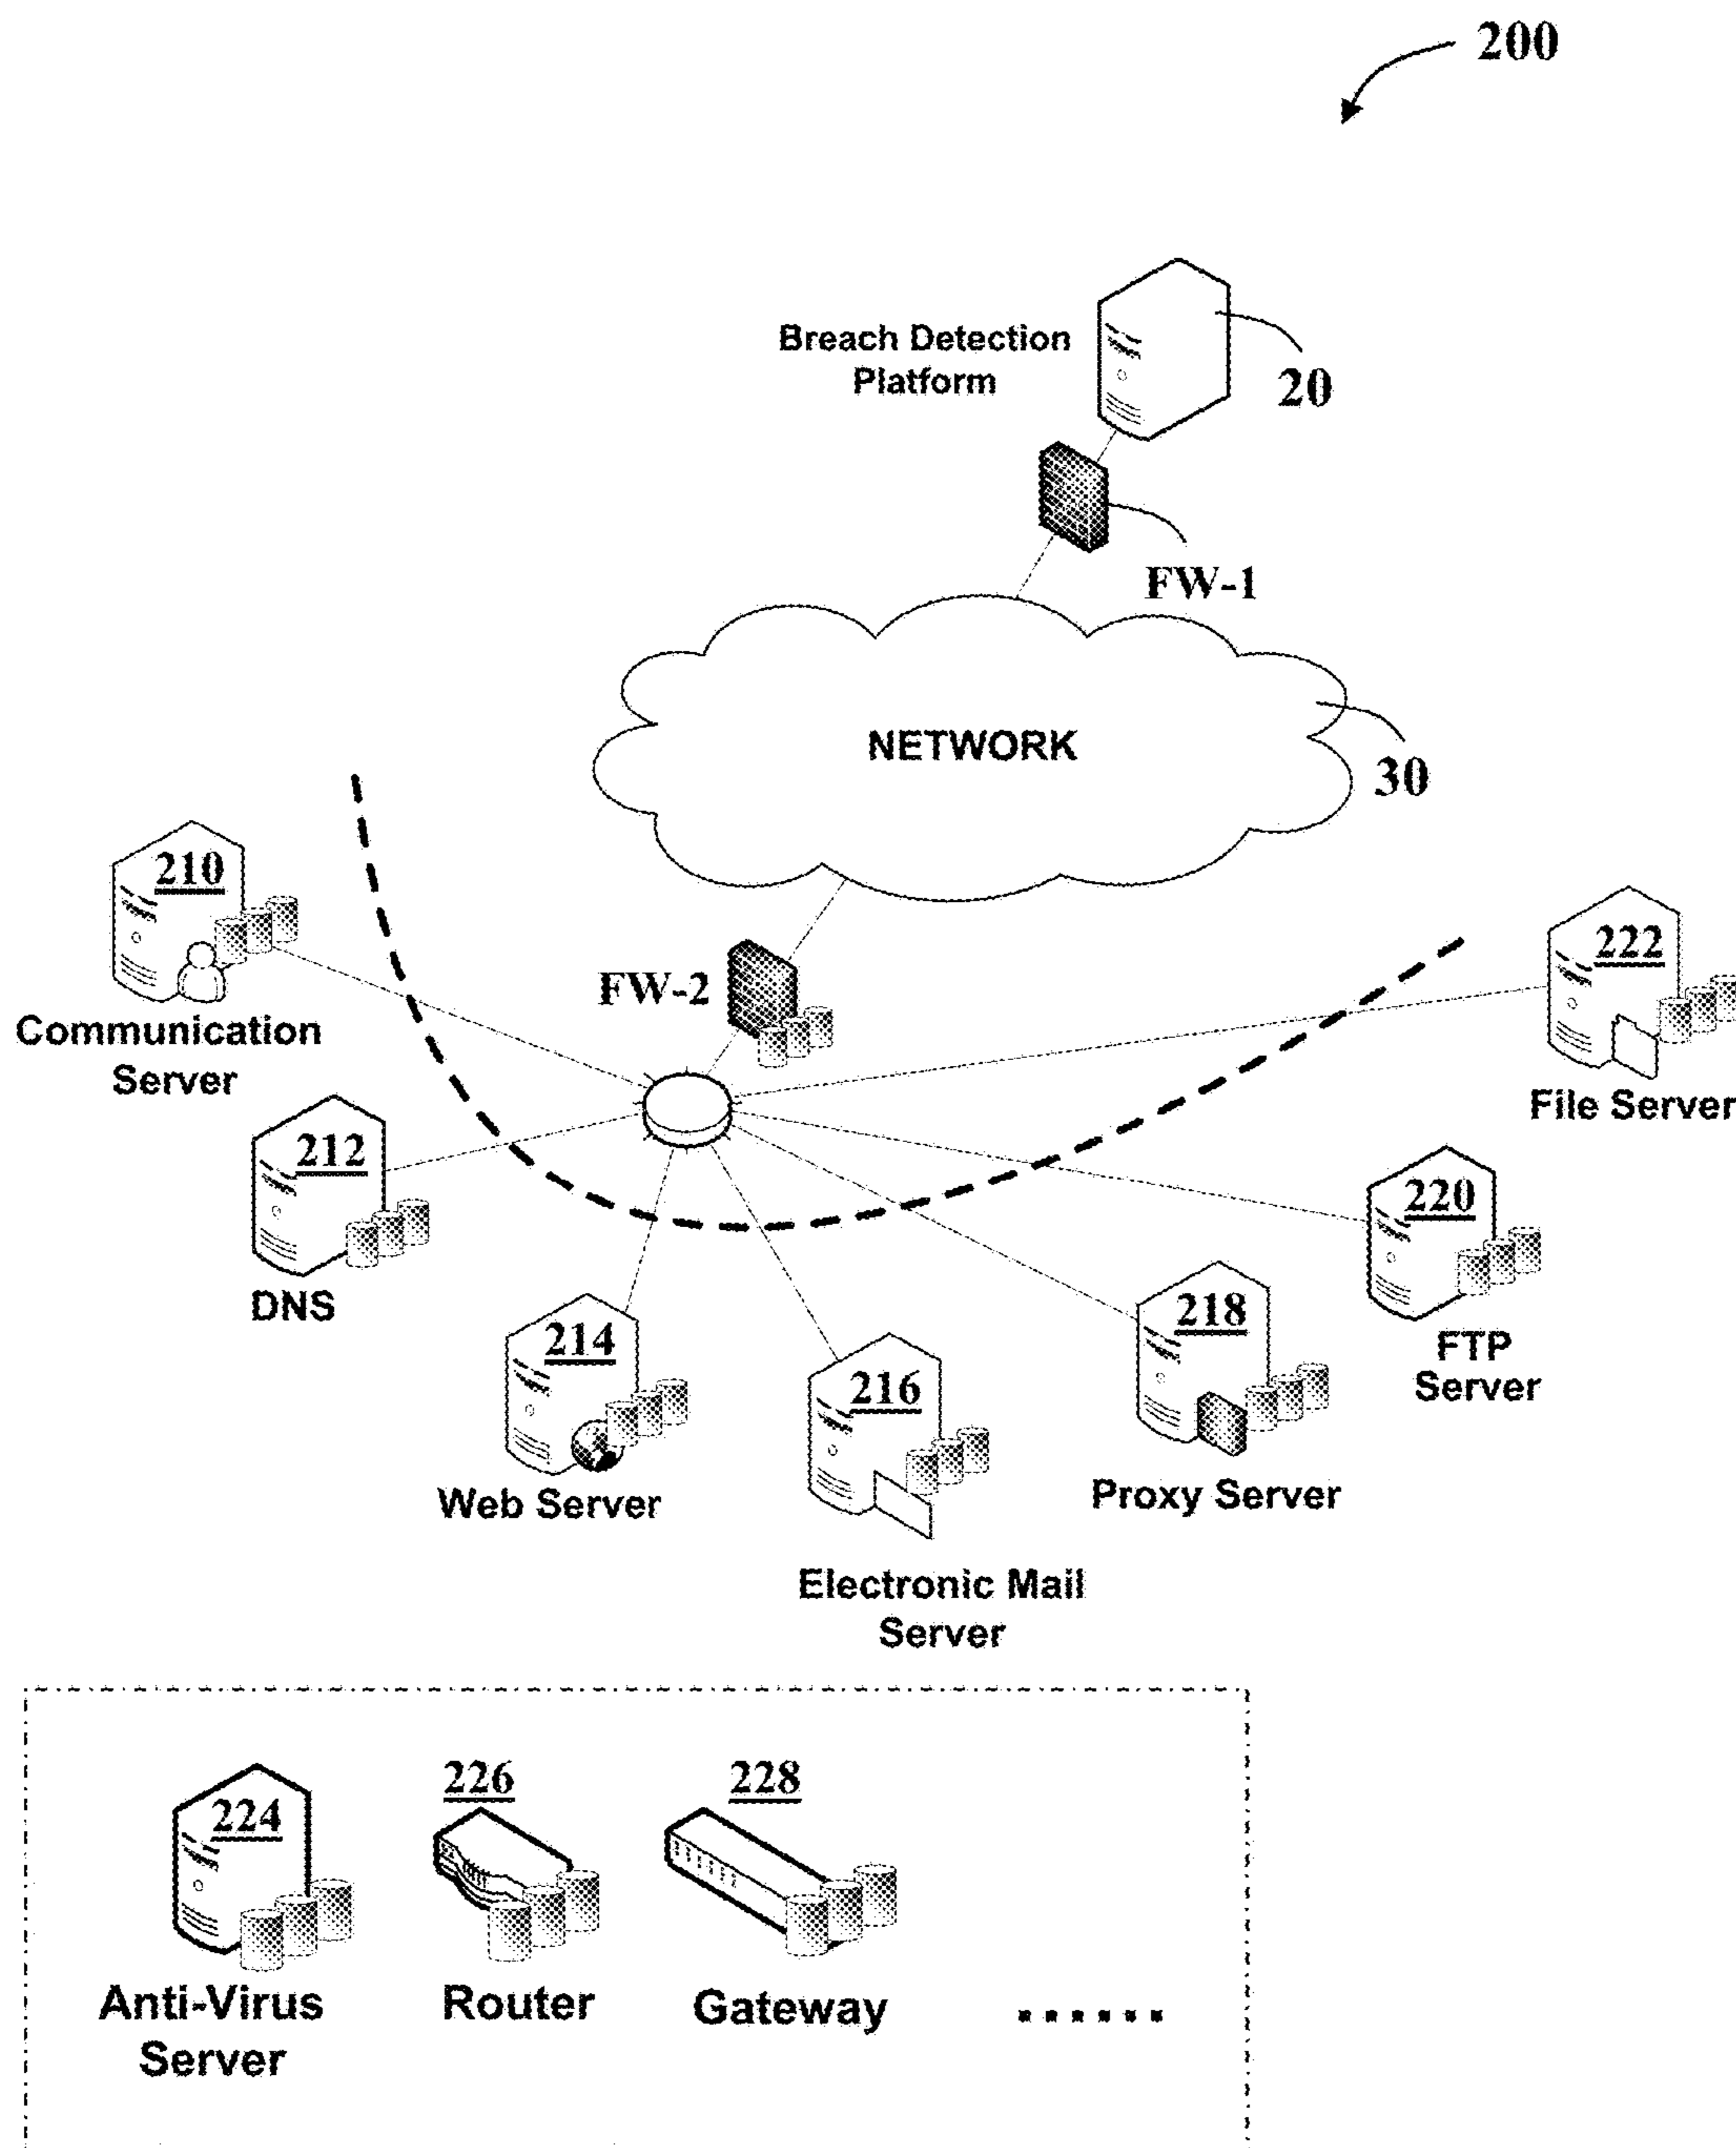 200
Breach Detection
Platform
20
FW-1
NETWORK
30
210
Communication
Server
FW-2
222
File Server
212
DNS
220
FTP
Server
214
Web Server
216
Electronic Mail
Server
218
Proxy Server
224
Anti-Virus
Server
226
Router
228
Gateway
......